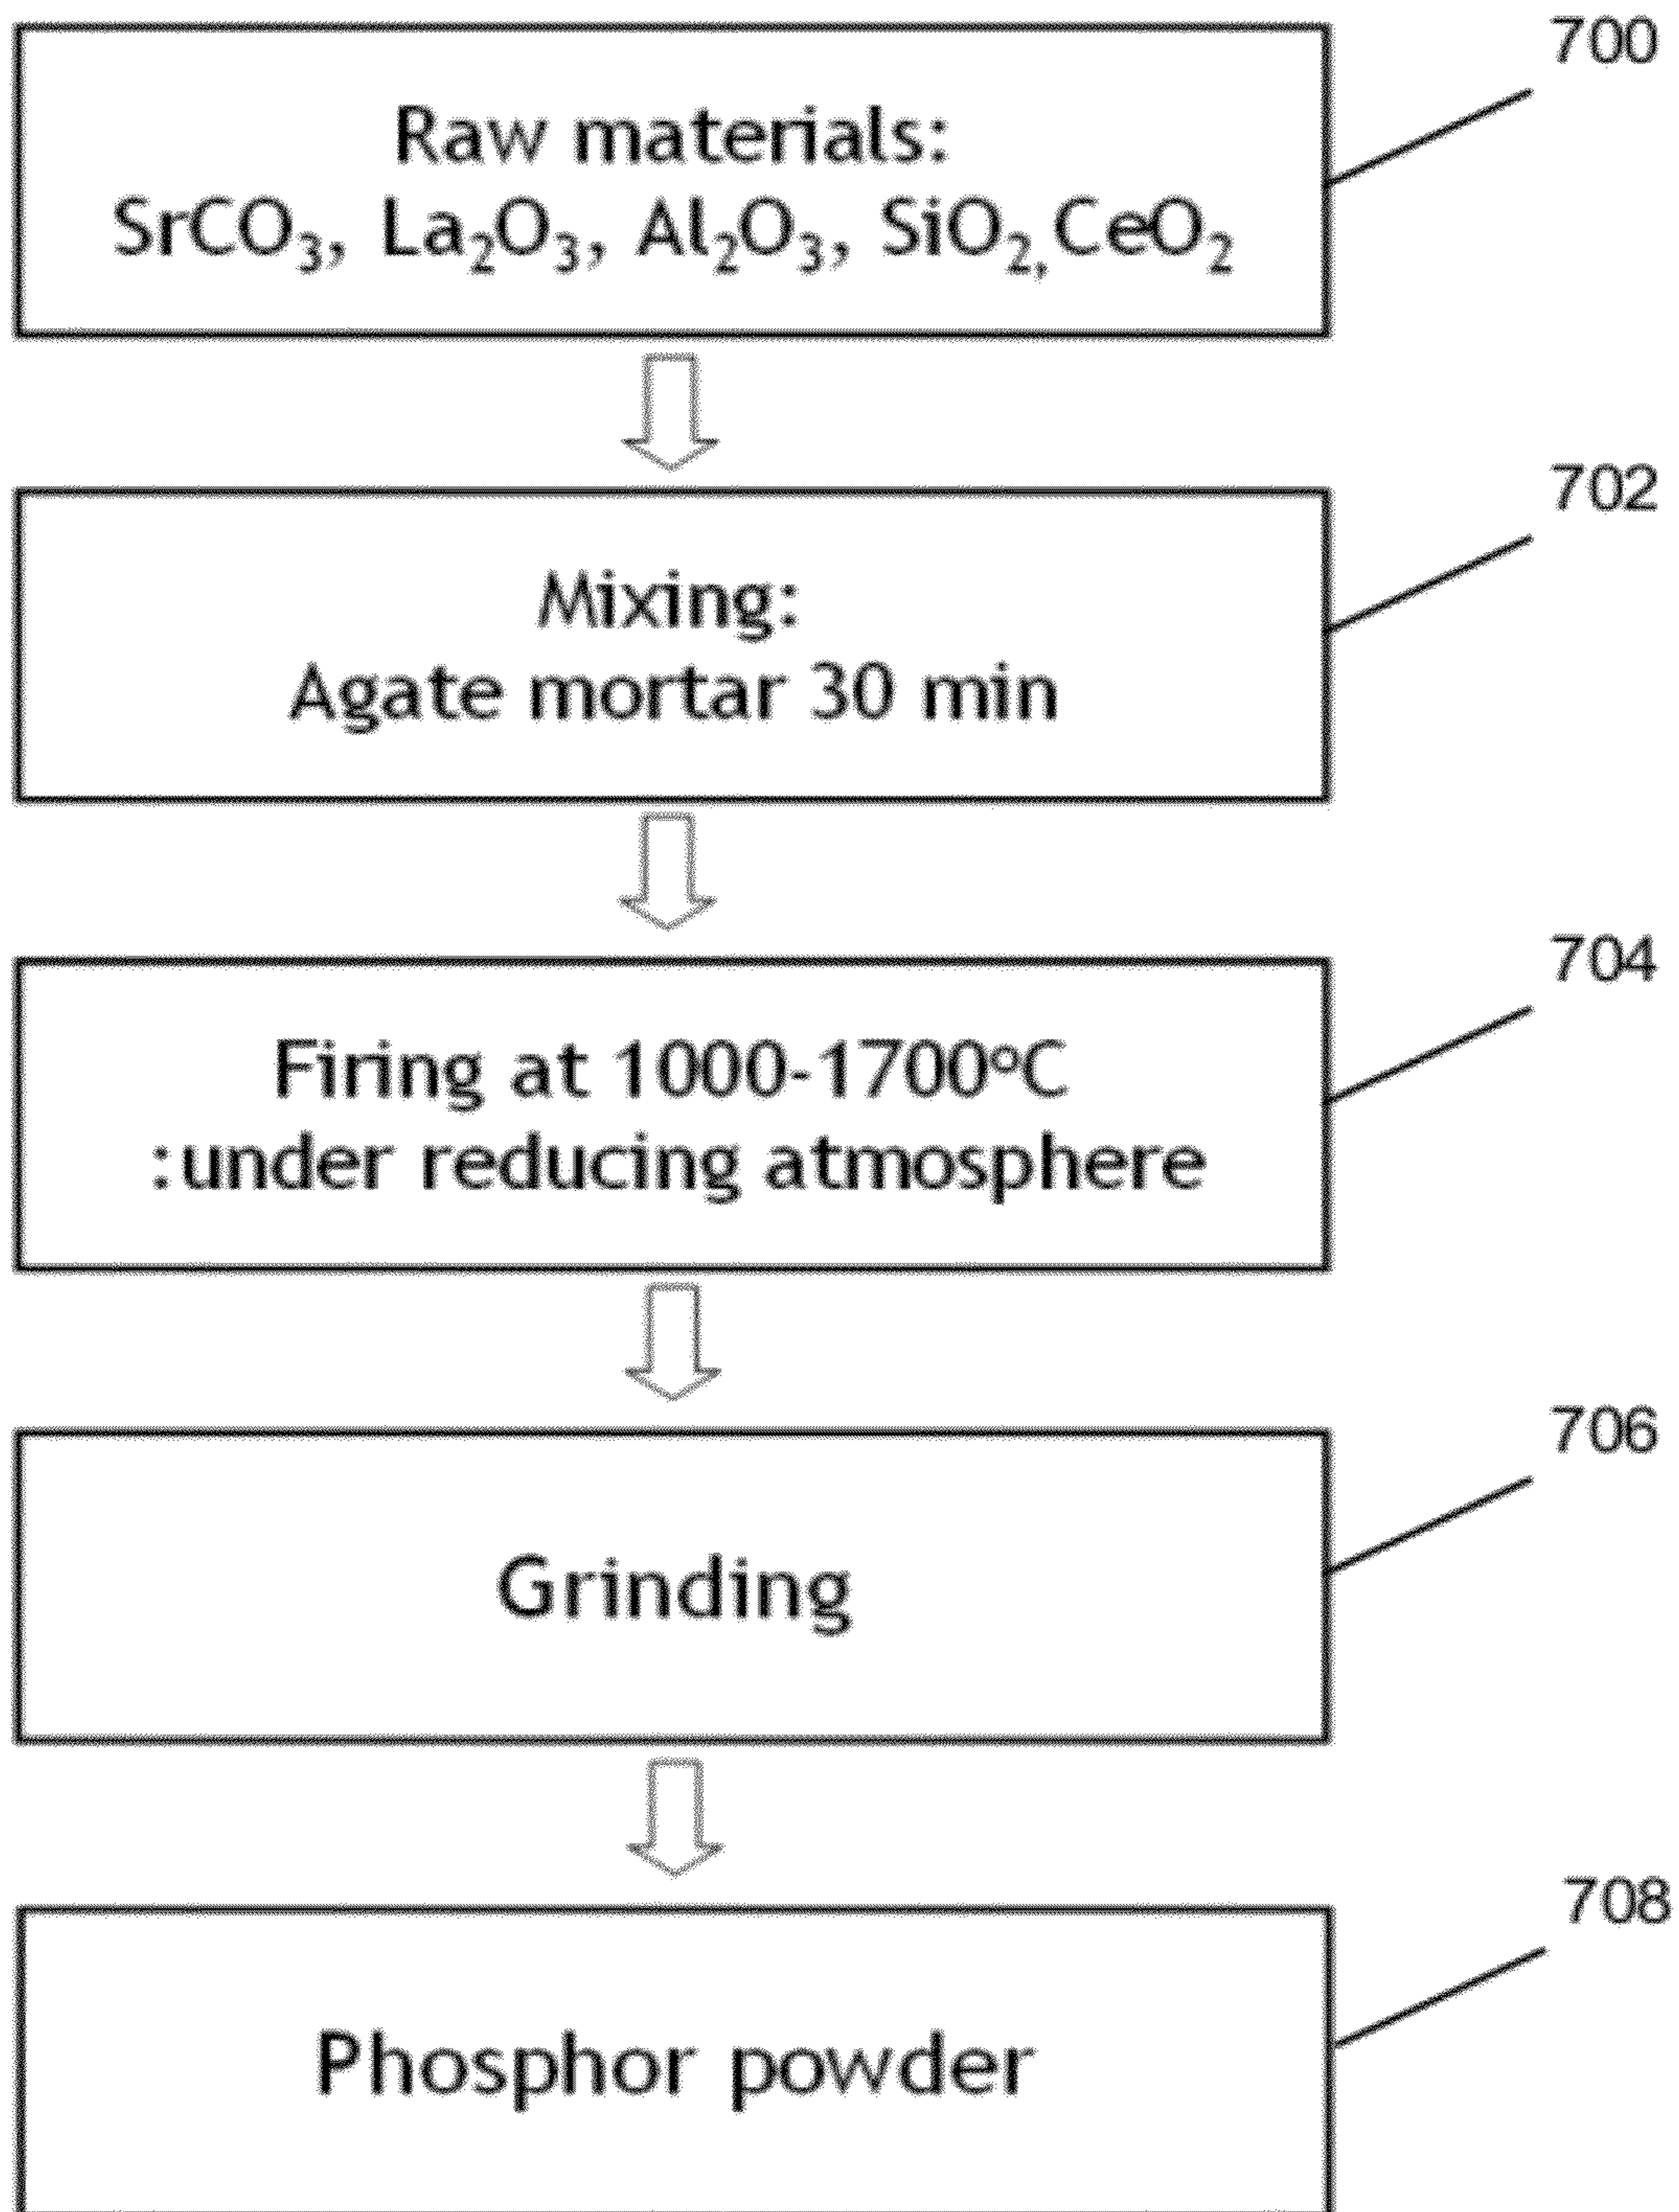 700
Raw materials:
SrCO₃, La₂O₃, Al₂O₃, SiO₂,CeO₂
702
Mixing:
Agate mortar 30 min
704
Firing at 1000-1700°C
:under reducing atmosphere
706
Grinding
708
Phosphor powder